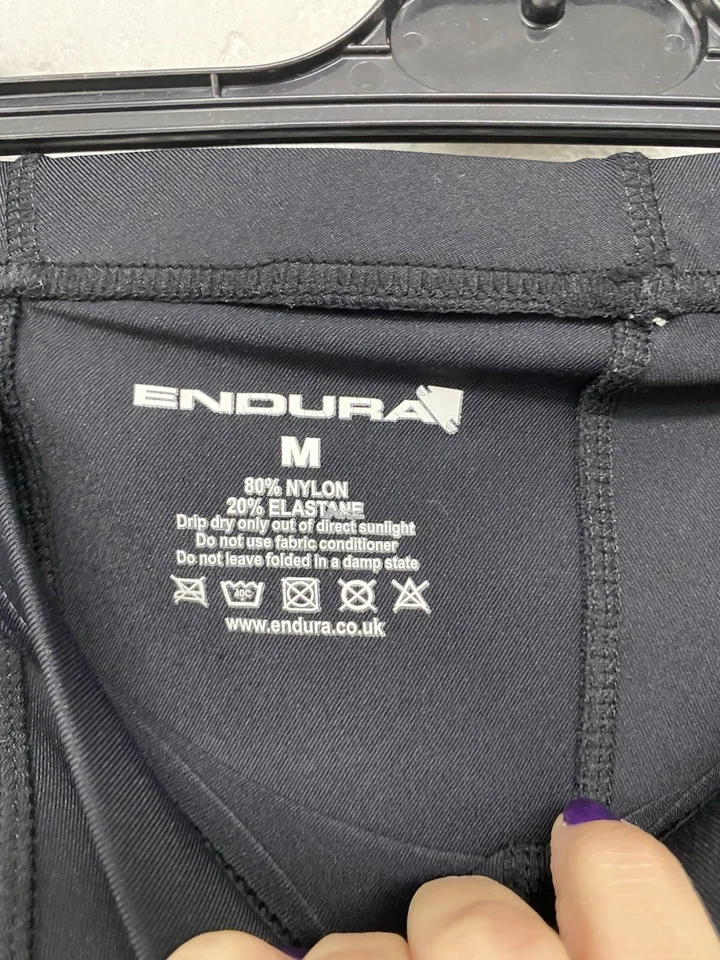 ENDURA
M
80% NYLON
20% ELASTANE
Drip dry only out of direct sunlight
Do not use fabric conditioner
Do not leave folded in a damp state
40C
www.endura.co.uk